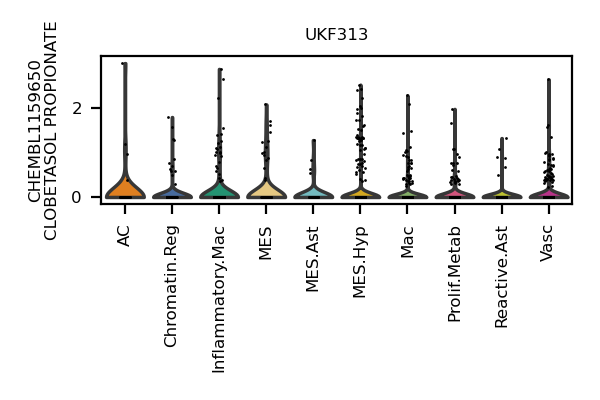 UKF313
CHEMBL1159650
CLOBETASOL PROPIONATE
2
0
AC
Chromatin.Reg
Inflammatory.Mac
MES
MES.Ast
MES.Hyp
Mac
Prolif.Metab
Reactive.Ast
Vasc